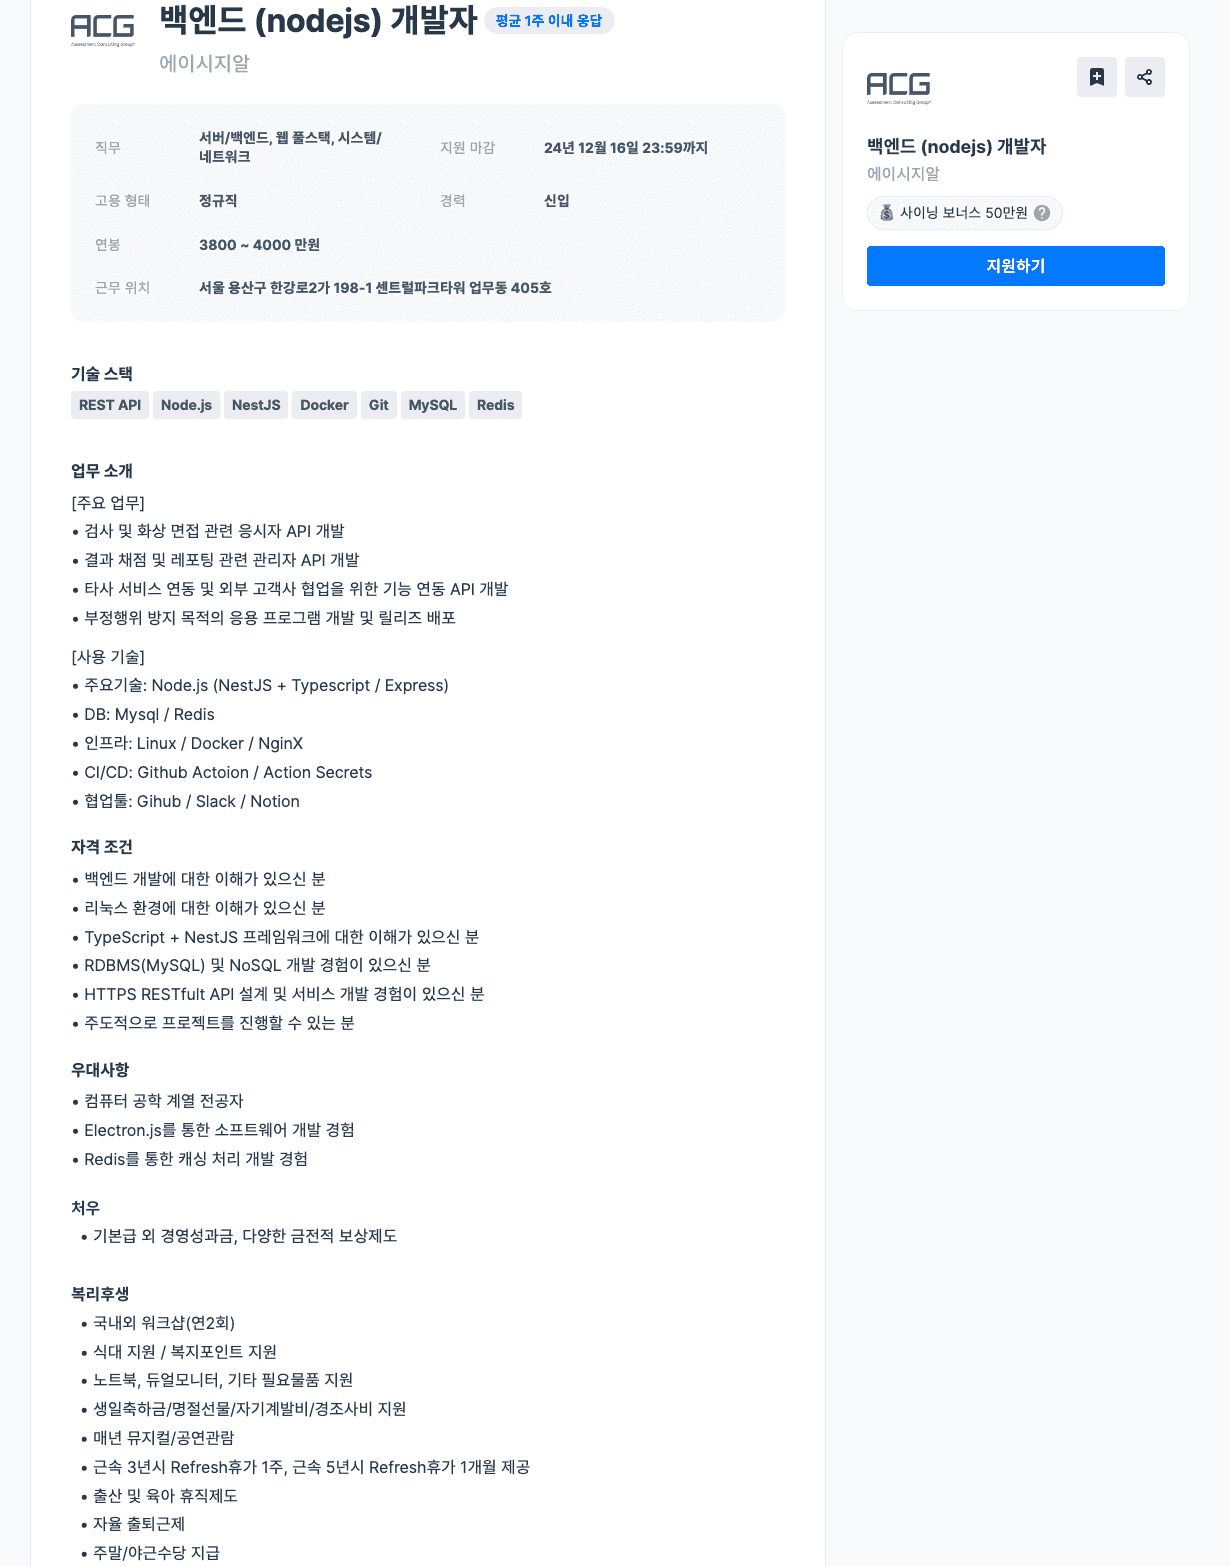 ACG
Assessment Consulting Group
백엔드 (nodejs) 개발자
평균 1주 이내 응답
에이시지알
직무
서버/백엔드, 웹 풀스택, 시스템/
네트워크
지원 마감
24년 12월 16일 23:59까지
고용 형태
정규직
경력
신입
연봉
3800 ~ 4000 만원
근무 위치
서울 용산구 한강로2가 198-1 센트럴파크타워 업무동 405호
기술 스택
REST API
Node.js
NestJS
Docker
Git
MySQL
Redis
업무 소개
[주요 업무]
• 검사 및 화상 면접 관련 응시자 API 개발
• 결과 채점 및 레포팅 관련 관리자 API 개발
• 타사 서비스 연동 및 외부 고객사 협업을 위한 기능 연동 API 개발
• 부정행위 방지 목적의 응용 프로그램 개발 및 릴리즈 배포
[사용 기술]
• 주요기술: Node.js (NestJS + Typescript / Express)
• DB: Mysql / Redis
• 인프라: Linux / Docker / NginX
• CI/CD: Github Actoion / Action Secrets
• 협업툴: Gihub / Slack / Notion
자격 조건
• 백엔드 개발에 대한 이해가 있으신 분
• 리눅스 환경에 대한 이해가 있으신 분
• TypeScript + NestJS 프레임워크에 대한 이해가 있으신 분
• RDBMS(MySQL) 및 NoSQL 개발 경험이 있으신 분
• HTTPS RESTfult API 설계 및 서비스 개발 경험이 있으신 분
• 주도적으로 프로젝트를 진행할 수 있는 분
우대사항
• 컴퓨터 공학 계열 전공자
• Electron.js를 통한 소프트웨어 개발 경험
• Redis를 통한 캐싱 처리 개발 경험
처우
• 기본급 외 경영성과금, 다양한 금전적 보상제도
복리후생
• 국내외 워크샵(연2회)
• 식대 지원 / 복지포인트 지원
• 노트북, 듀얼모니터, 기타 필요물품 지원
• 생일축하금/명절선물/자기계발비/경조사비 지원
• 매년 뮤지컬/공연관람
• 근속 3년시 Refresh휴가 1주, 근속 5년시 Refresh휴가 1개월 제공
• 출산 및 육아 휴직제도
• 자율 출퇴근제
• 주말/야근수당 지급
ACG
Assessment Consulting Group
백엔드 (nodejs) 개발자
에이시지알
사이닝 보너스 50만원 ?
지원하기